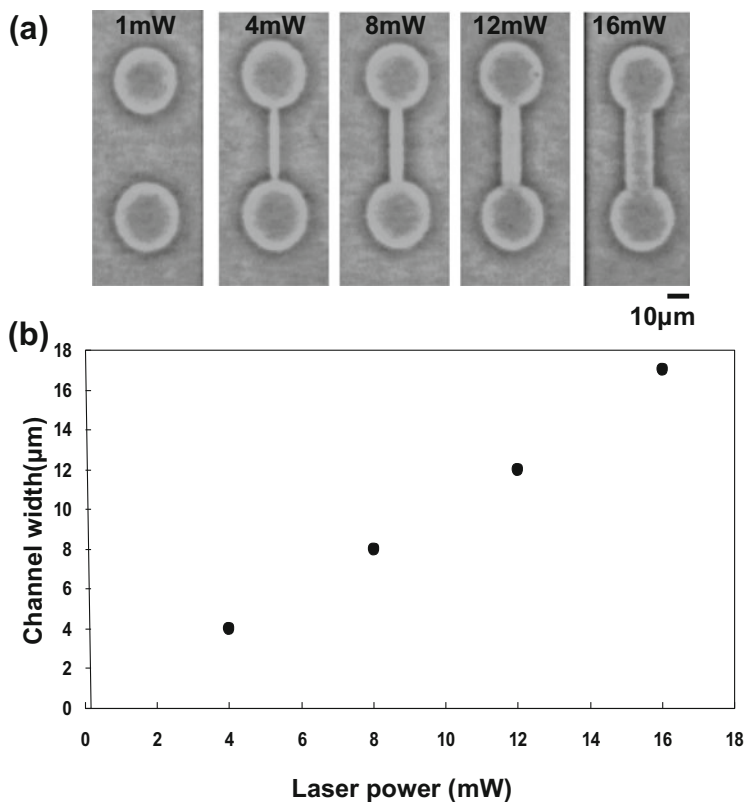 (a)
1mW 4mW 8mW 12mW 16mW
10µm
(b)
Channel width(µm)
18
16
14
12
10
8
6
4
2
0
0 2 4 6 8 10 12 14 16 18
Laser power (mW)